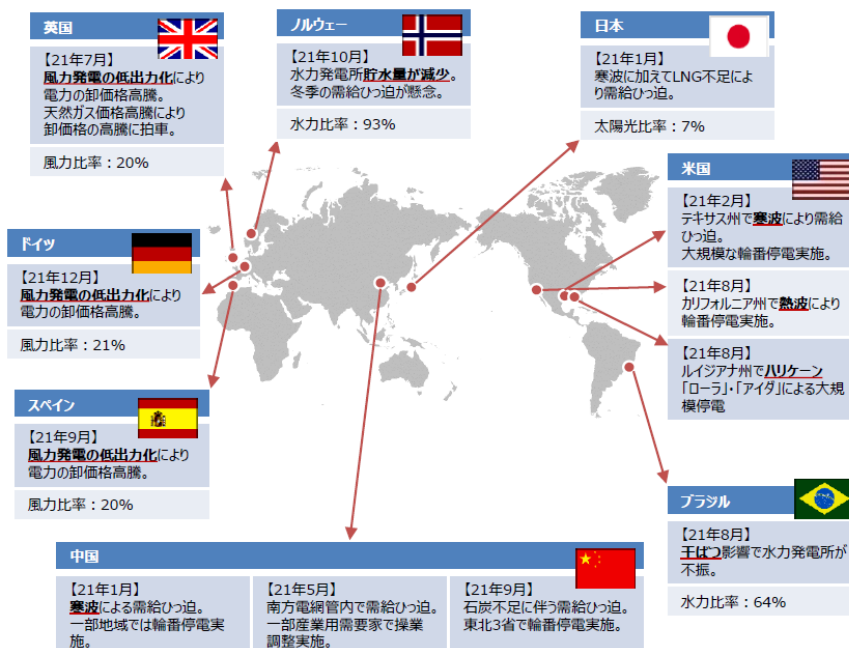 英国
【21年7月】
風力発電の低出力化により
電力の卸価格高騰。
天然ガス価格高騰により
卸価格の高騰に拍車。
風力比率：20%
ノルウェー
【21年10月】
水力発電所貯水量が減少。
冬季の需給ひっ迫が懸念。
水力比率：93%
日本
【21年1月】
寒波に加えてLNG不足によ
り需給ひっ迫。
太陽光比率：7%
米国
【21年2月】
テキサス州で寒波により需給
ひっ迫。
大規模な輪番停電実施。
【21年8月】
カリフォルニア州で熱波により
輪番停電実施。
【21年8月】
ルイジアナ州でハリケーン
「ローラ」・「アイダ」による大規
模停電
ドイツ
【21年12月】
風力発電の低出力化により
電力の卸価格高騰。
風力比率：21%
スペイン
【21年9月】
風力発電の低出力化により
電力の卸価格高騰。
風力比率：20%
ブラジル
【21年8月】
干ばつ影響で水力発電所が
不振。
水力比率：64%
中国
【21年1月】
寒波による需給ひっ迫。
一部地域では輪番停電実
施。
【21年5月】
南方電網管内で需給ひっ迫。
一部産業用需要家で操業
調整実施。
【21年9月】
石炭不足に伴う需給ひっ迫。
東北3省で輪番停電実施。